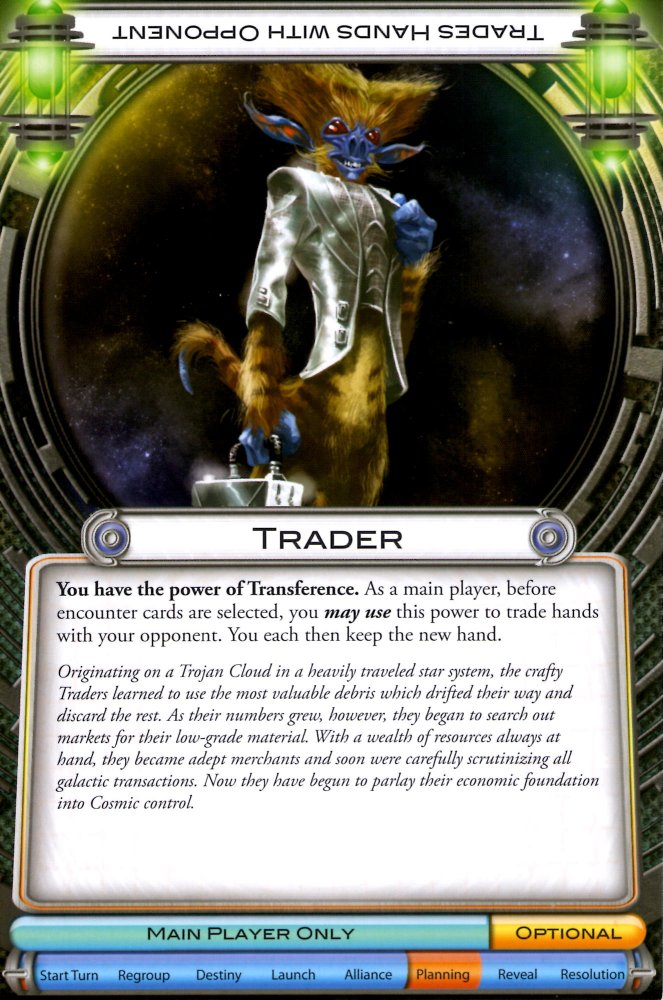 Trades Hands with Opponent
Trader
You have the power of Transference. As a main player, before
encounter cards are selected, you may use this power to trade hands
with your opponent. You each then keep the new hand.
Originating on a Trojan Cloud in a heavily traveled star system, the crafty
Traders learned to use the most valuable debris which drifted their way and
discard the rest. As their numbers grew, however, they began to search out
markets for their low-grade material. With a wealth of resources always at
hand, they became adept merchants and soon were carefully scrutinizing all
galactic transactions. Now they have begun to parlay their economic foundation
into Cosmic control.
Main Player Only Optional
Start Turn Regroup Destiny Launch Alliance Planning Reveal Resolution